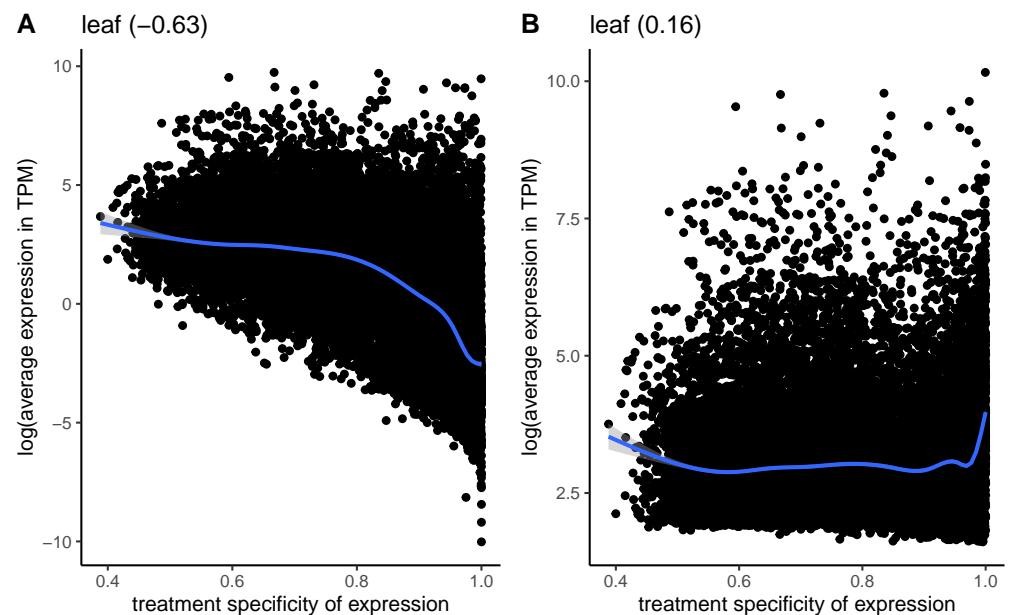 A
leaf (−0.63)
10
5
0
−5
−10
0.4
0.6
0.8
1.0
treatment specificity of expression
log(average expression in TPM)
B
leaf (0.16)
10.0
7.5
5.0
2.5
0.4
0.6
0.8
1.0
treatment specificity of expression
log(average expression in TPM)